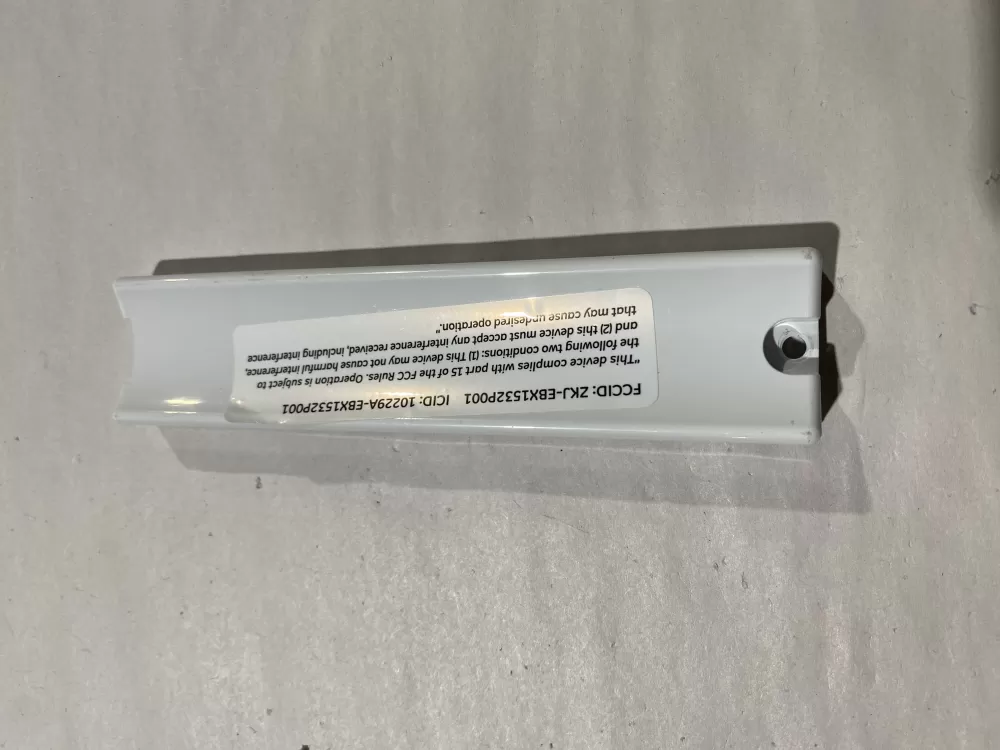 FCCID: ZKJ-EBX1532P001 ICID: 10229A-EBX1532P001
"This device complies with part 15 of the FCC Rules. Operation is subject to
the following two conditions: (1) This device may not cause harmful interference,
and (2) this device must accept any interference received, including interference
that may cause undesired operation."